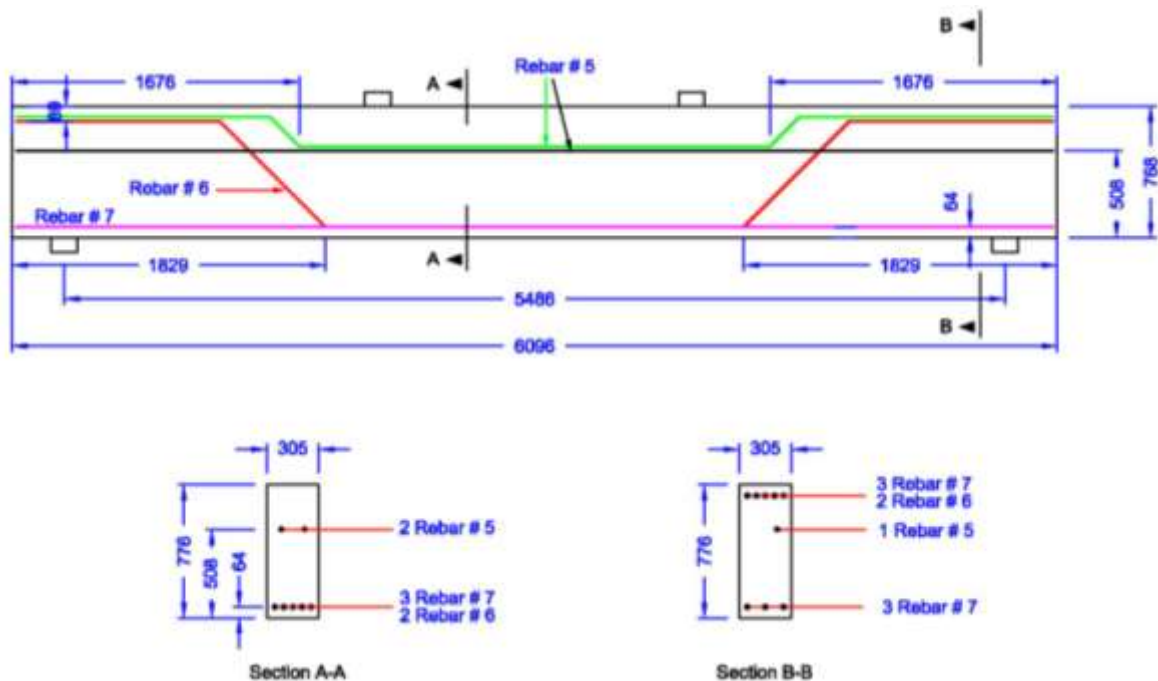 B
1676
A
Rebar # 5
1676
Rebar # 6
Rebar # 7
64
508
768
1829
A
1829
5486
B
6096
305
305
776
508
64
2 Rebar # 5
3 Rebar # 7
2 Rebar # 6
776
3 Rebar # 7
2 Rebar # 6
1 Rebar # 5
3 Rebar # 7
Section A-A
Section B-B